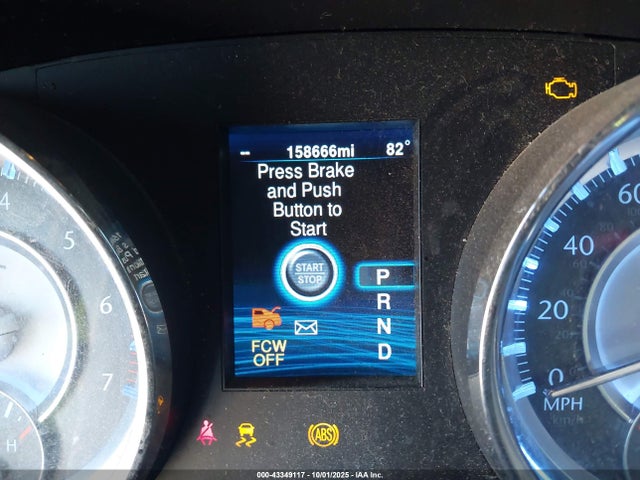 -- 158666mi 82°
Press Brake
and Push
Button to
Start
START
STOP
P
R
N
D
FCW
OFF
ABS
4
5
6
7
H
60
40
20
0
MPH
km/h
000-43349117 - 10/01/2025 - IAA Inc.